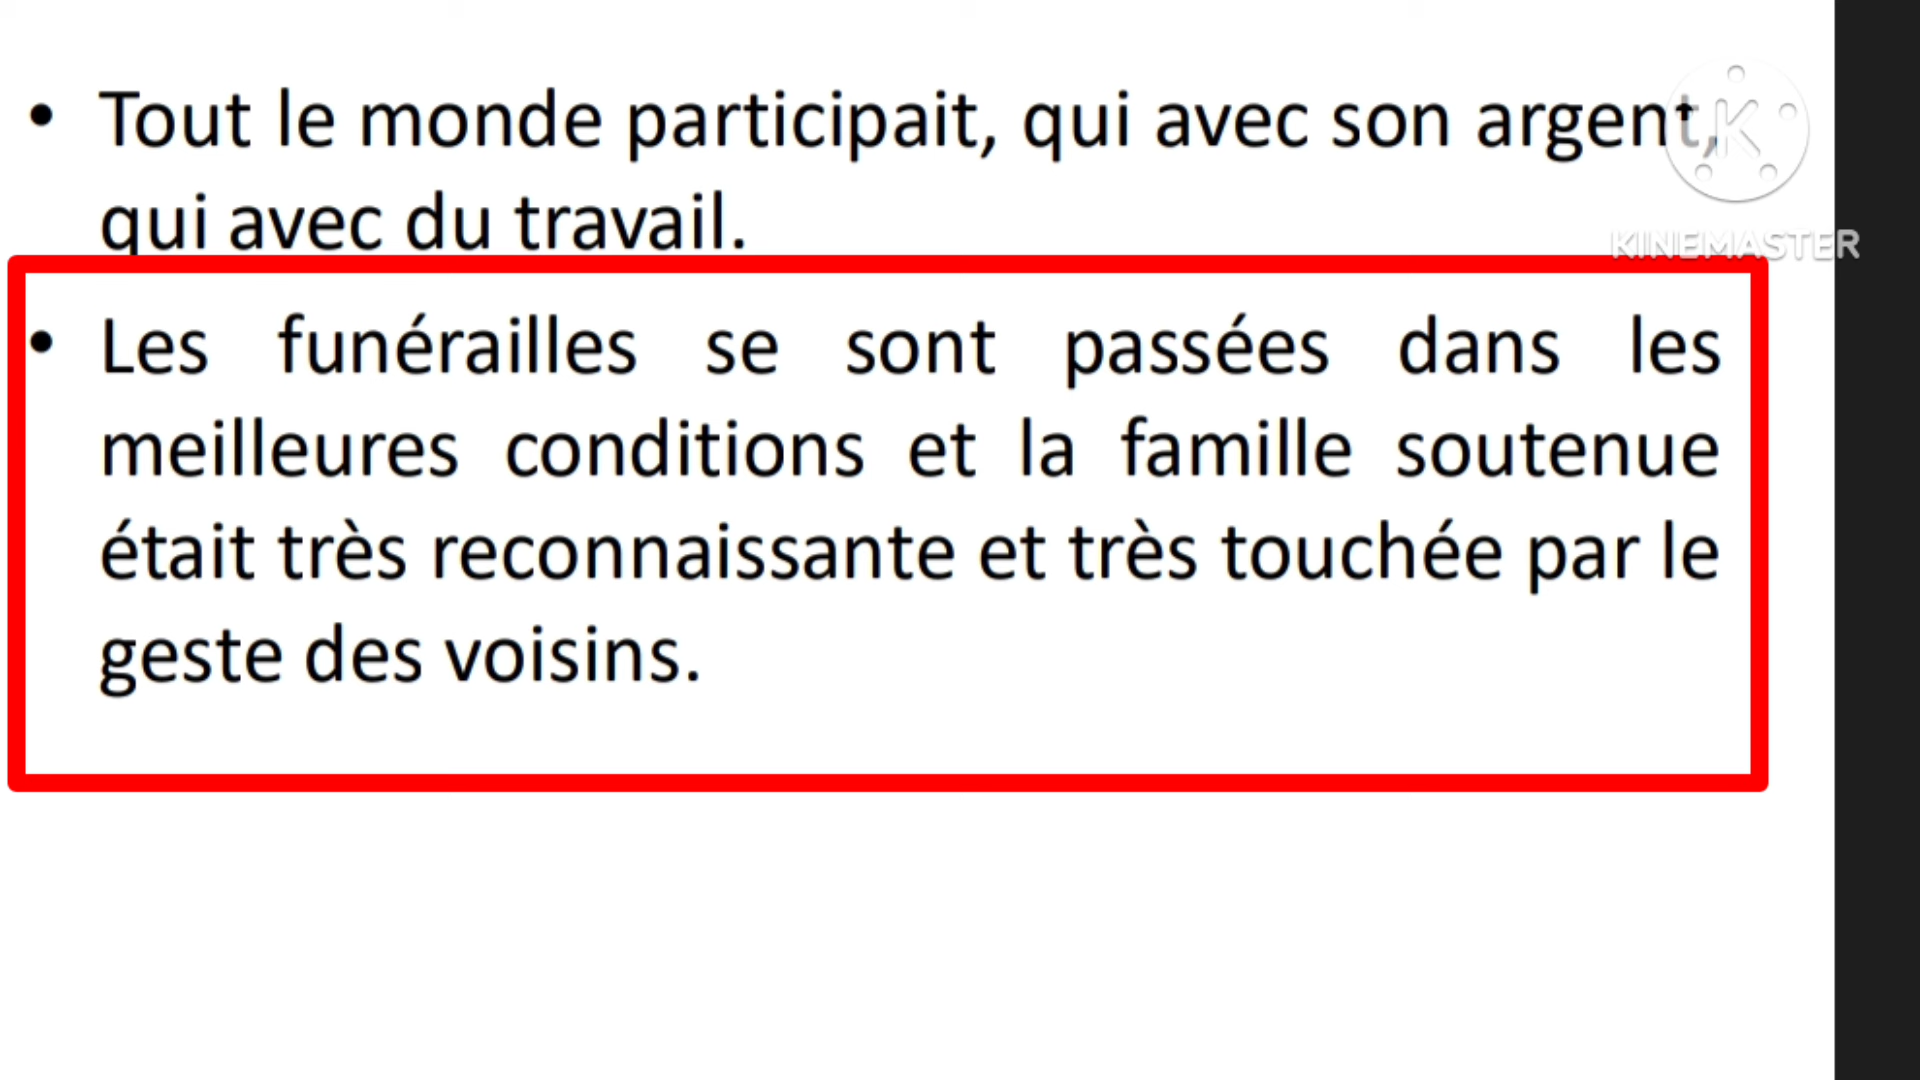 • Tout le monde participait, qui avec son argent,
qui avec du travail.
KINEMASTER
• Les funérailles se sont passées dans les
meilleures conditions et la famille soutenue
était très reconnaissante et très touchée par le
geste des voisins.